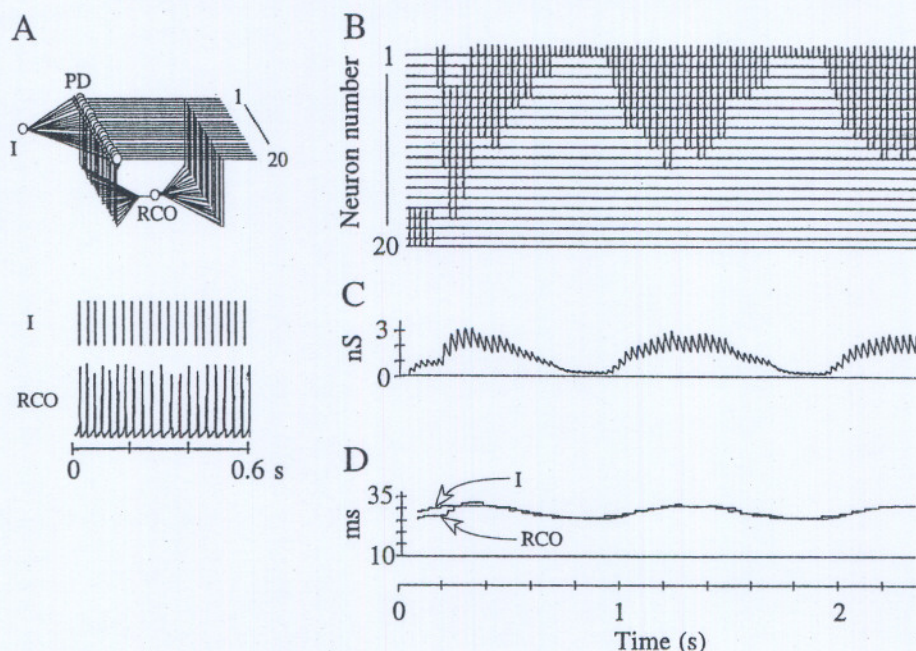 A
PD
I
1
20
RCO
I
RCO
0 0.6 s
B
1
Neuron number
20
C
3
nS
0
D
35
ms
10
I
RCO
0 1 2
Time (s)